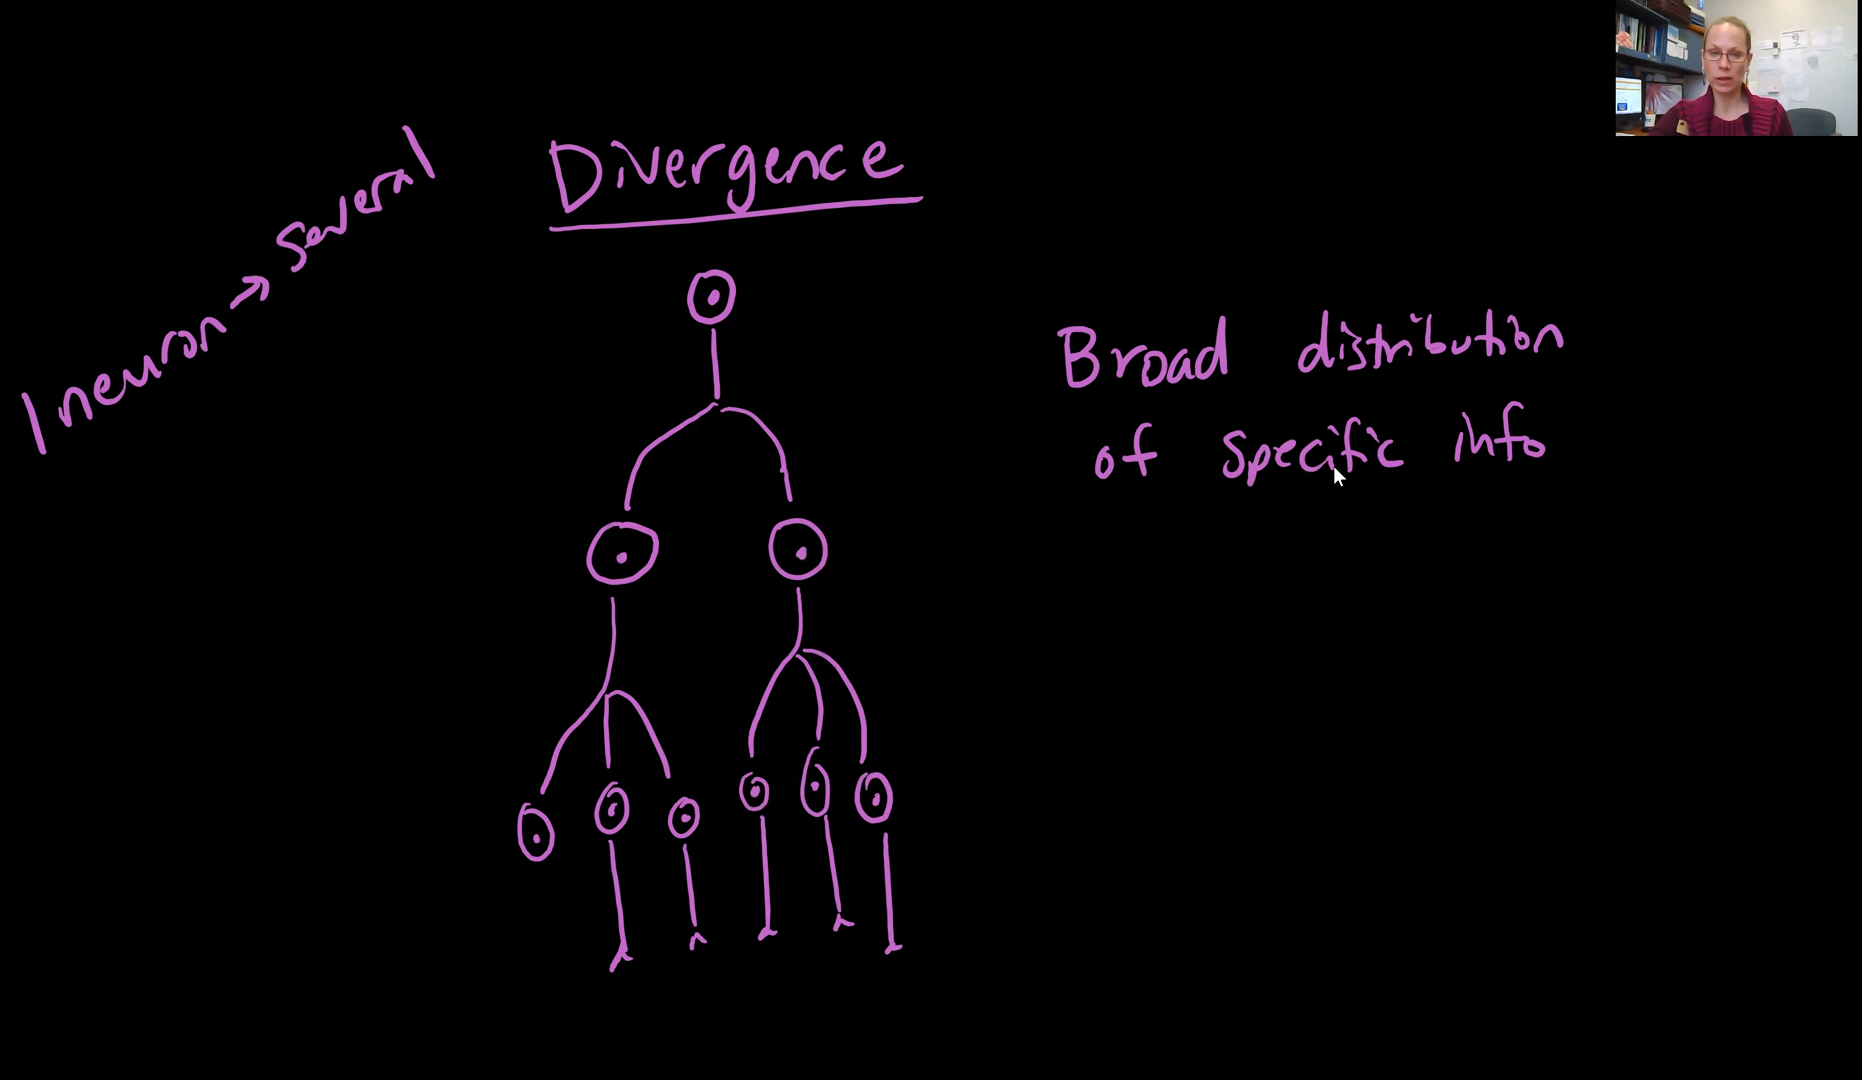 Divergence
1 neuron → several
Broad distribution
of specific info